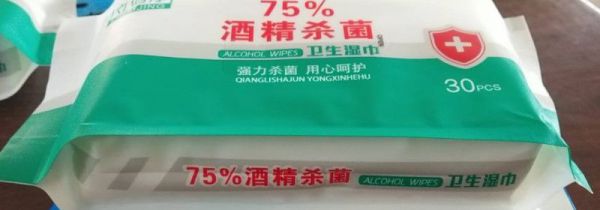 75%
酒精杀菌
ALCOHOL WIPES 卫生湿巾
强力杀菌 用心呵护
QIANGLISHAJUN YONGXINHEHU
30PCS
75%酒精杀菌 ALCOHOL WIPES 卫生湿巾